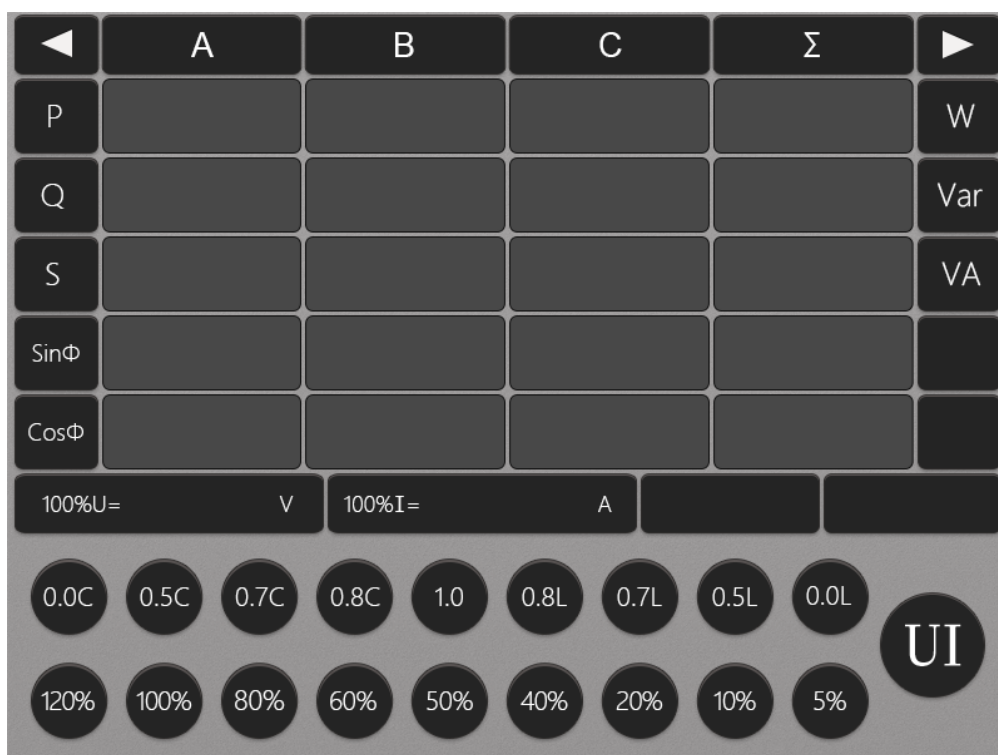 ◀ A B C Σ ▶
P W
Q Var
S VA
SinΦ
CosΦ
100%U= V 100%I= A
0.0C 0.5C 0.7C 0.8C 1.0 0.8L 0.7L 0.5L 0.0L
UI
120% 100% 80% 60% 50% 40% 20% 10% 5%